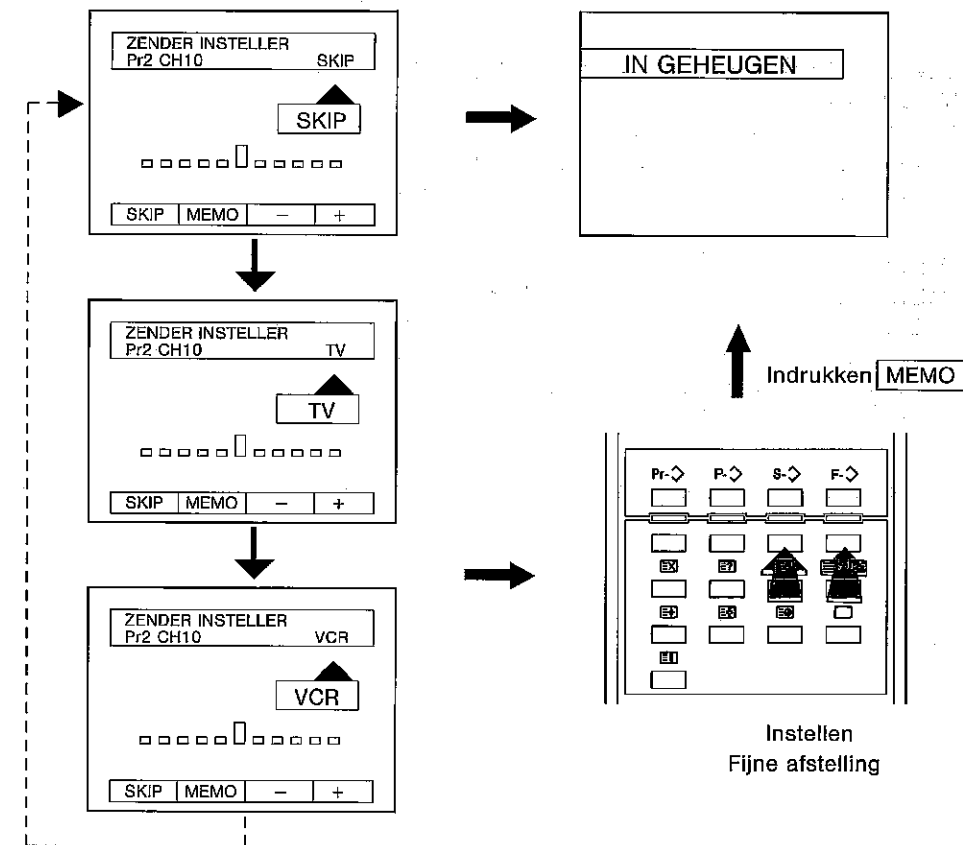 ZENDER INSTELLER
Pr2 CH10 SKIP
SKIP
SKIP MEMO − +
IN GEHEUGEN
ZENDER INSTELLER
Pr2 CH10 TV
TV
SKIP MEMO − +
Indrukken MEMO
Pr- P- S- F-
ZENDER INSTELLER
Pr2 CH10 VCR
VCR
SKIP MEMO − +
Instellen
Fijne afstelling